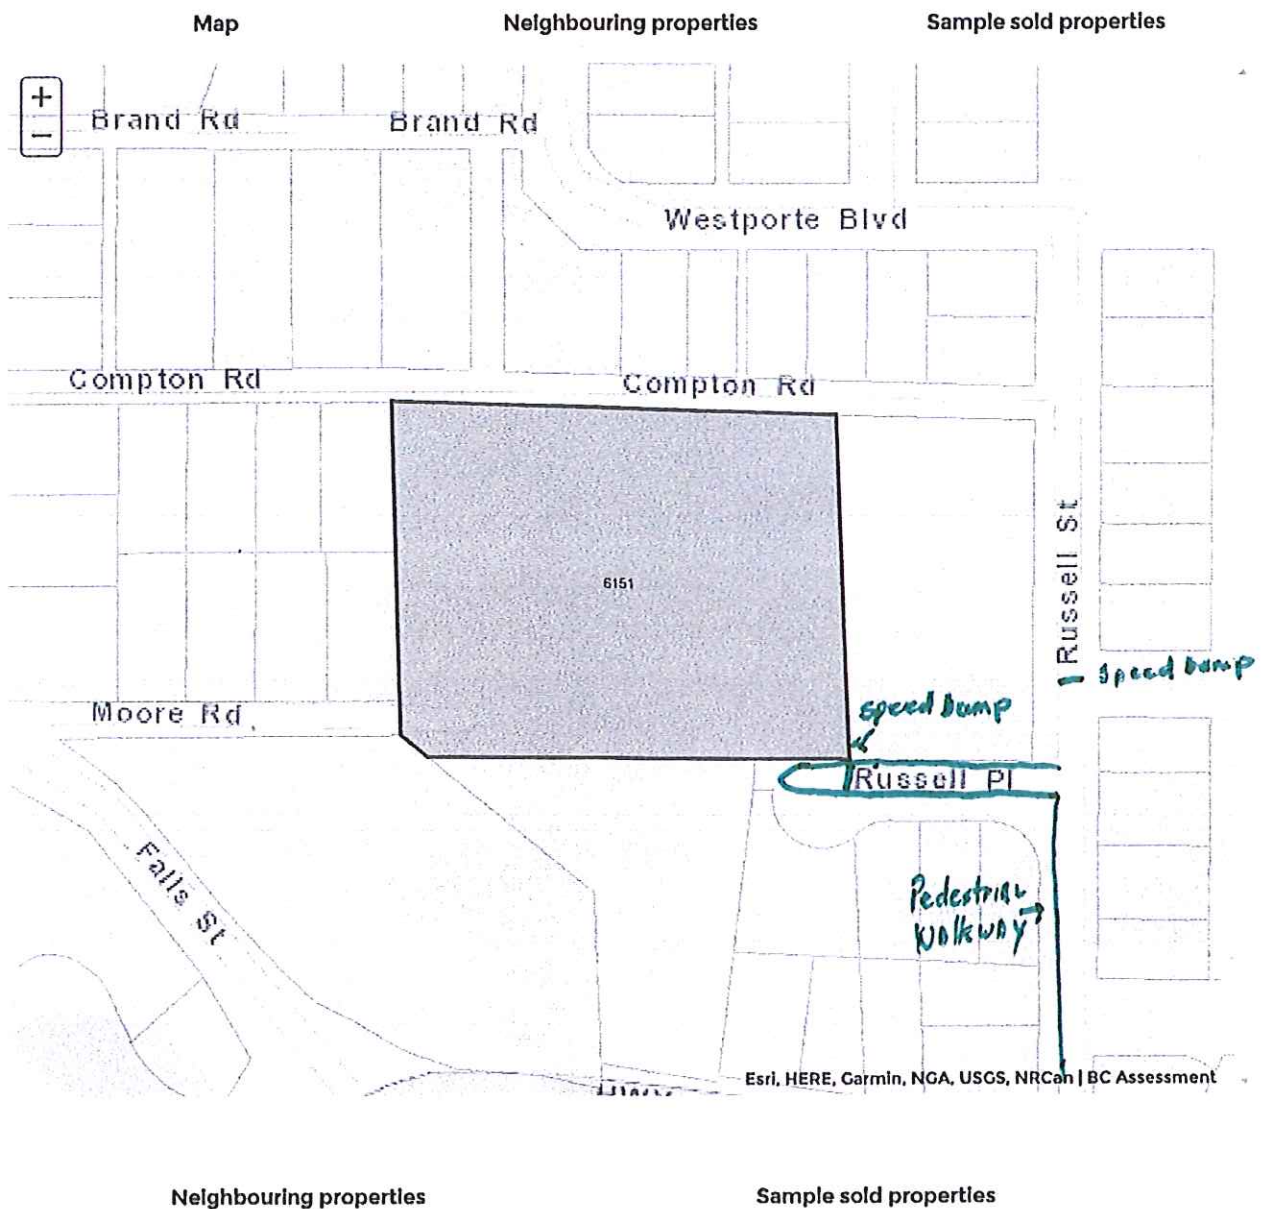 Map Neighbouring properties Sample sold properties
+
−
Brand Rd Brand Rd
Westporte Blvd
Compton Rd Compton Rd
Russell St
6151
speed bump
Moore Rd
speed bump
Russell Pl
Falls St
Pedestrian
walkway
Esri, HERE, Garmin, NGA, USGS, NRCan | BC Assessment
Hwy
Neighbouring properties Sample sold properties